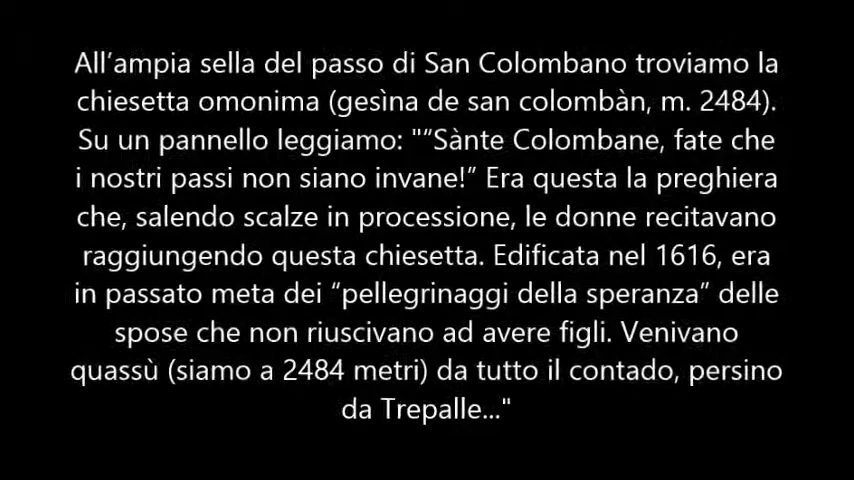 All’ampia sella del passo di San Colombano troviamo la
chiesetta omonima (gesìna de san colombàn, m. 2484).
Su un pannello leggiamo: "“Sànte Colombane, fate che
i nostri passi non siano invane!” Era questa la preghiera
che, salendo scalze in processione, le donne recitavano
raggiungendo questa chiesetta. Edificata nel 1616, era
in passato meta dei “pellegrinaggi della speranza” delle
spose che non riuscivano ad avere figli. Venivano
quassù (siamo a 2484 metri) da tutto il contado, persino
da Trepalle..."